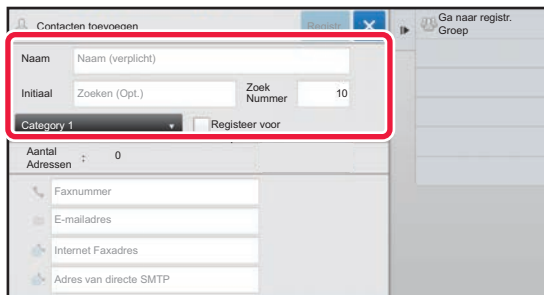 Contacten toevoegen
Registr.
Ga naar registr.
Groep
Naam
Naam (verplicht)
Initiaal
Zoeken (Opt.)
Zoek
Nummer
10
Category 1
Registeer voor
Aantal
Adressen : 0
Faxnummer
E-mailadres
Internet Faxadres
Adres van directe SMTP